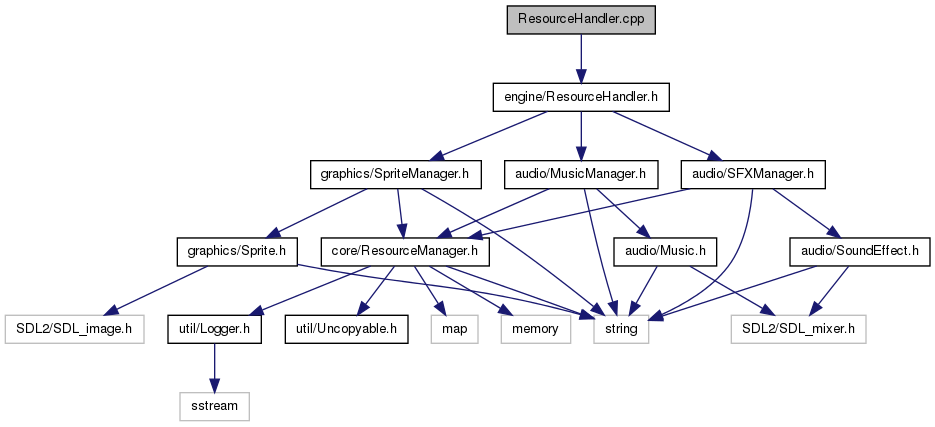 ResourceHandler.cpp
engine/ResourceHandler.h
graphics/SpriteManager.h
audio/MusicManager.h
audio/SFXManager.h
graphics/Sprite.h
core/ResourceManager.h
audio/Music.h
audio/SoundEffect.h
SDL2/SDL_image.h
util/Logger.h
util/Uncopyable.h
map
memory
string
SDL2/SDL_mixer.h
sstream